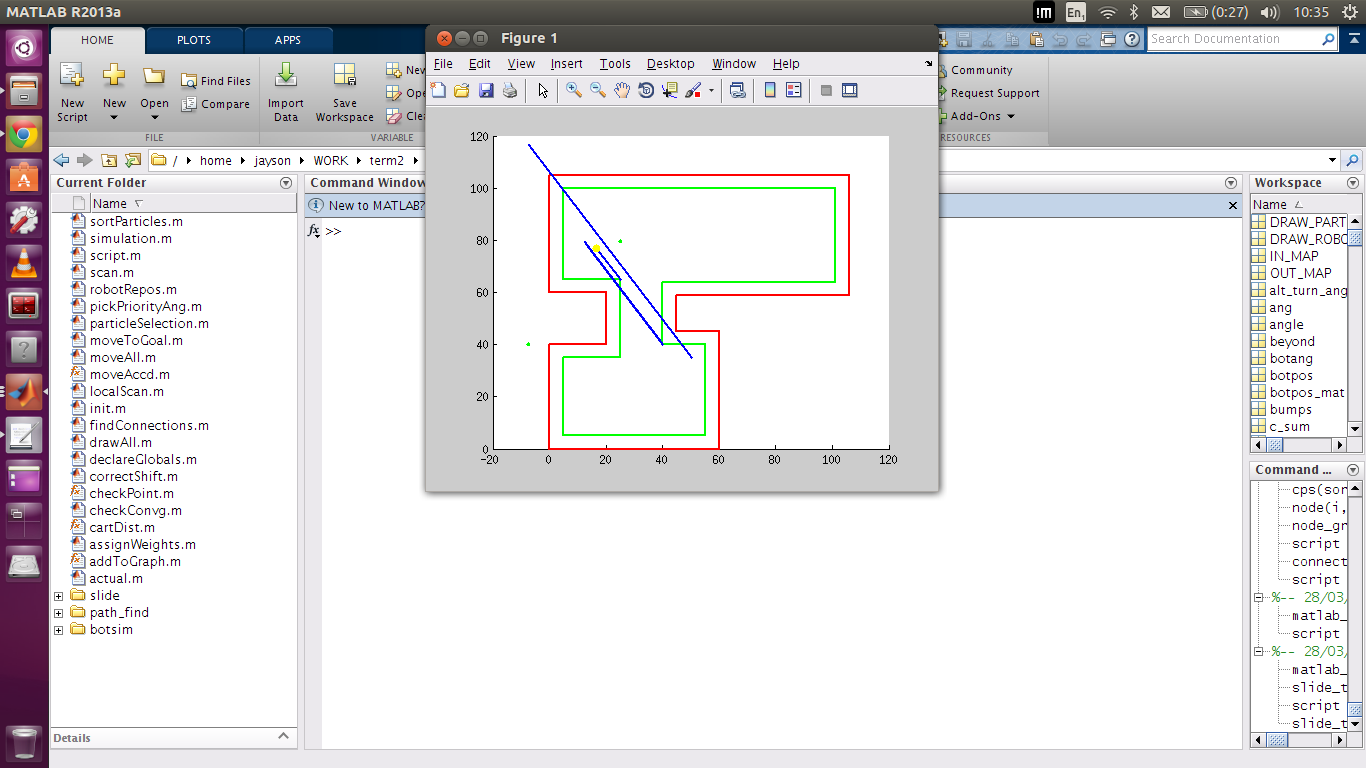 MATLAB R2013a
!m
En1
(0:27)
10:35
HOME
PLOTS
APPS
Search Documentation
New Script
New
Open
Find Files
Compare
Import Data
Save Workspace
New
Community
Request Support
Add-Ons
FILE
VARIABLE
RESOURCES
/ home jayson WORK term2
Figure 1
File Edit View Insert Tools Desktop Window Help
120
100
80
60
40
20
0
-20 0 20 40 60 80 100 120
Current Folder
Name
sortParticles.m
simulation.m
script.m
scan.m
robotRepos.m
pickPriorityAng.m
particleSelection.m
moveToGoal.m
moveAll.m
moveAccd.m
localScan.m
init.m
findConnections.m
drawAll.m
declareGlobals.m
correctShift.m
checkPoint.m
checkConvg.m
cartDist.m
assignWeights.m
addToGraph.m
actual.m
slide
path_find
botsim
Details
Command Window
New to MATLAB?
fx >>
Workspace
Name
DRAW_PART
DRAW_ROBO
IN_MAP
OUT_MAP
alt_turn_ang
ang
angle
beyond
botang
botpos
botpos_mat
bumps
c_sum
Command ...
cps(sor
node(i,
node_gr
script
connect
script
%-- 28/03/
matlab_
script
%-- 28/03/
matlab_
slide_t
script
slide_t